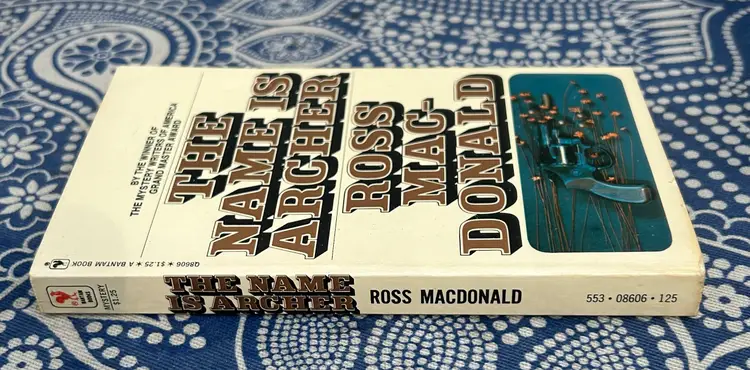 Q8606 ★ $1.25 ★ A BANTAM BOOK
BY THE WINNER OF
THE MYSTERY WRITERS OF AMERICA
GRAND MASTER AWARD
THE
NAME IS
ARCHER
ROSS
MAC-
DONALD
MYSTERY
$1.25
THE NAME
IS ARCHER
ROSS MACDONALD
553 • 08606 • 125